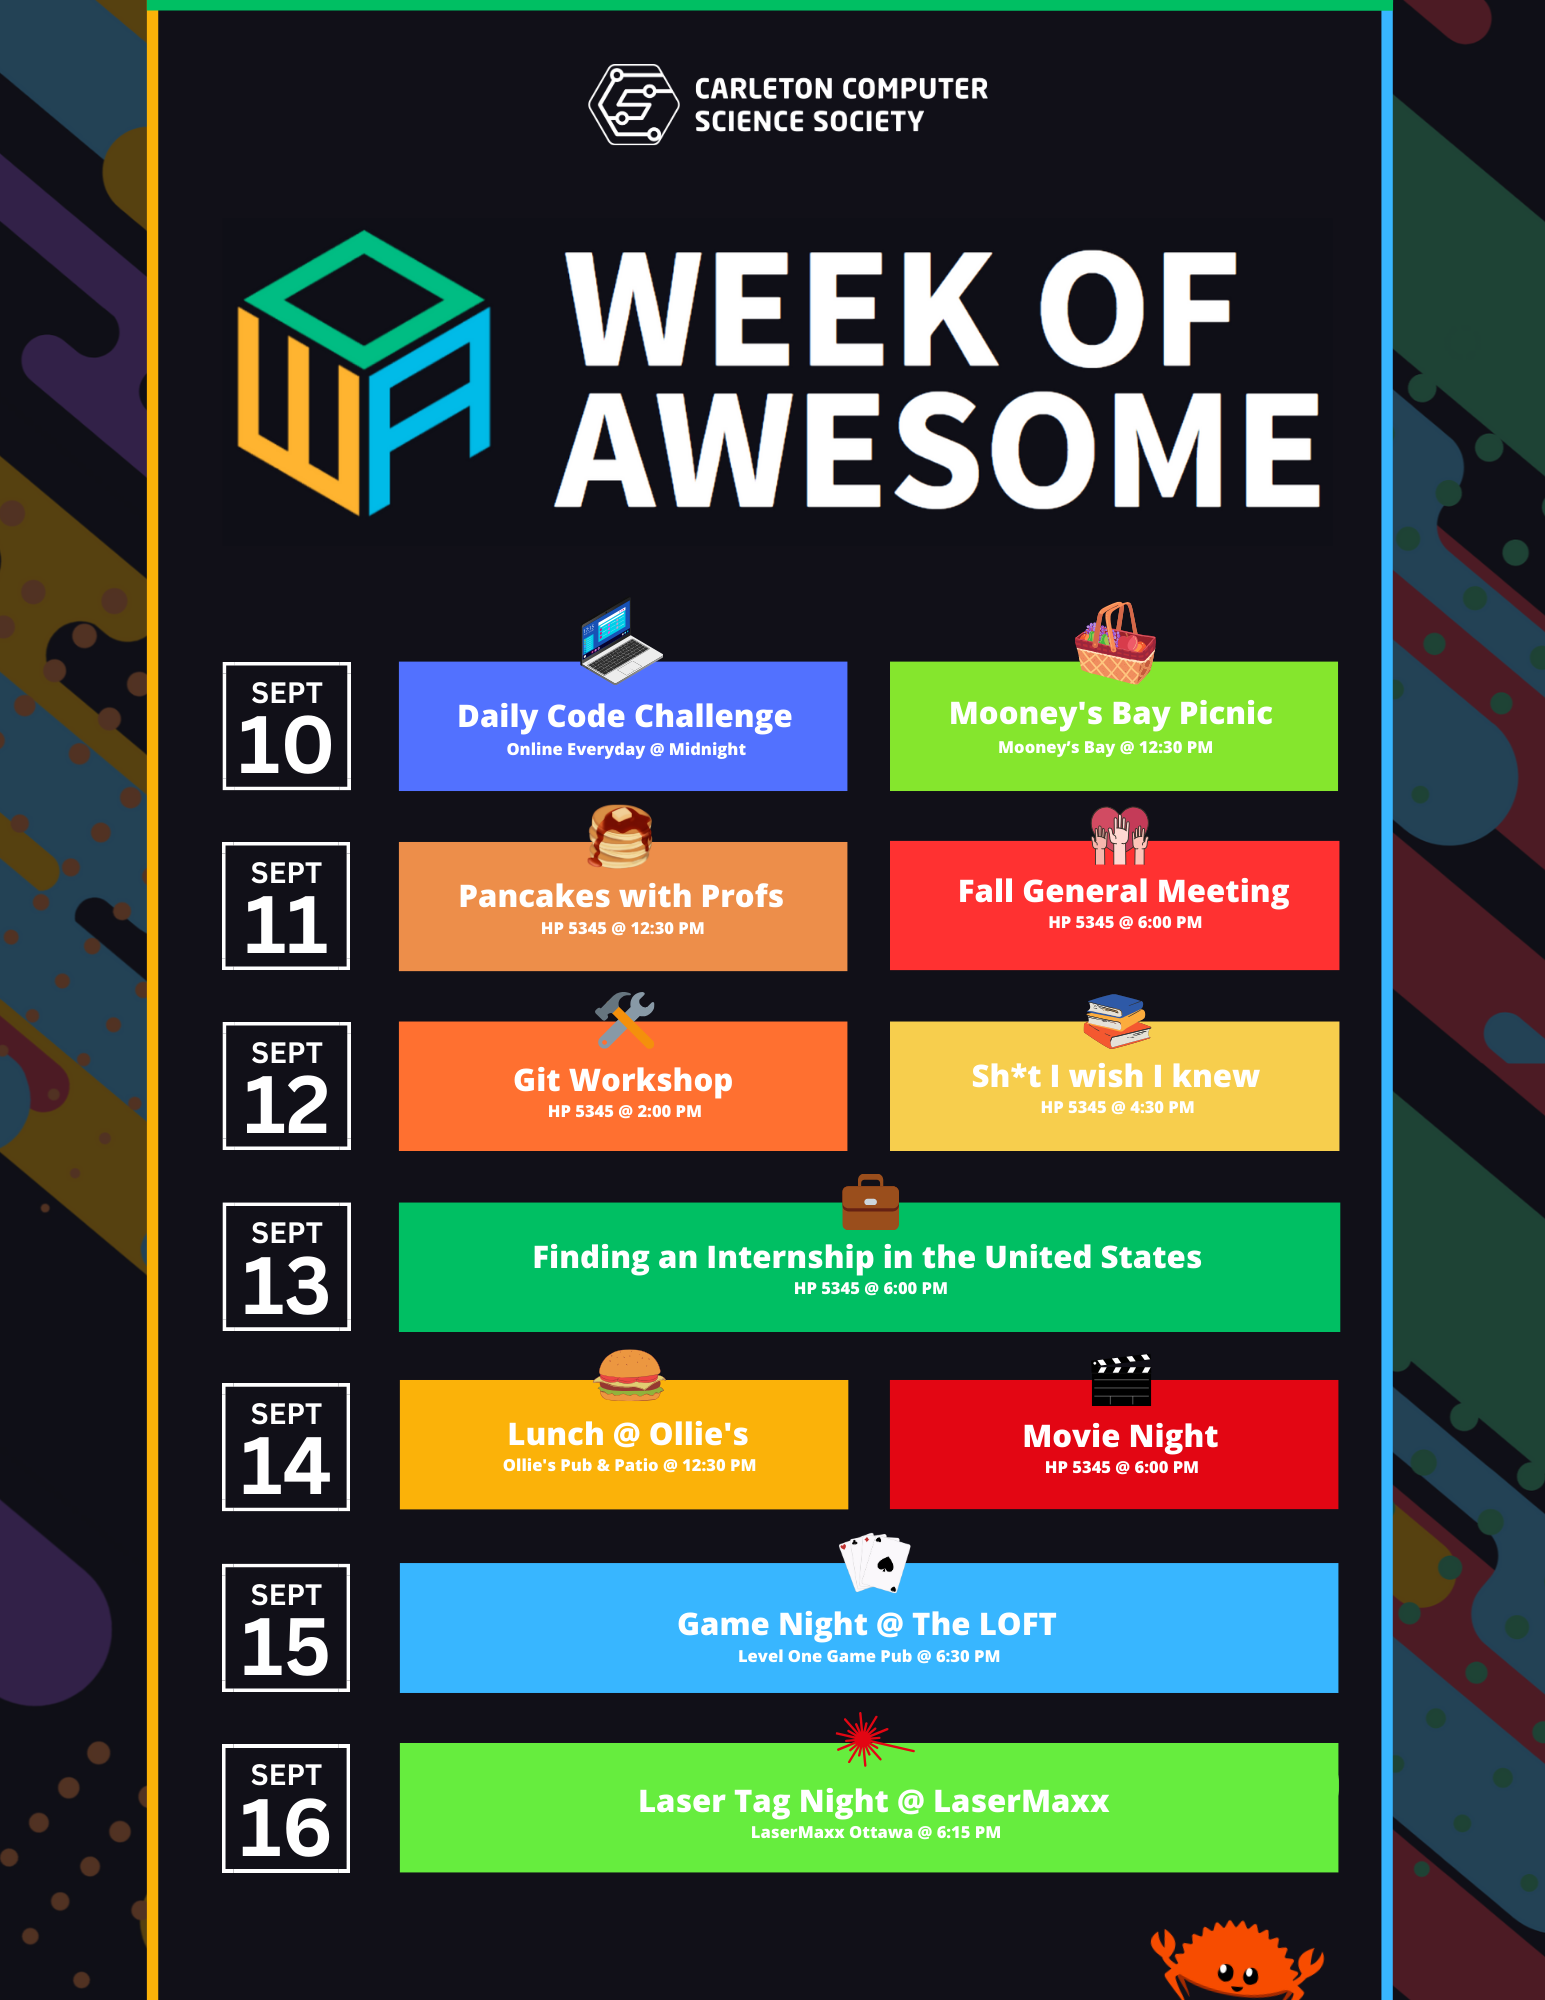 CARLETON COMPUTER
SCIENCE SOCIETY
WOA
WEEK OF
AWESOME
SEPT
10
Daily Code Challenge
Online Everyday @ Midnight
Mooney's Bay Picnic
Mooney’s Bay @ 12:30 PM
SEPT
11
Pancakes with Profs
HP 5345 @ 12:30 PM
Fall General Meeting
HP 5345 @ 6:00 PM
SEPT
12
Git Workshop
HP 5345 @ 2:00 PM
Sh*t I wish I knew
HP 5345 @ 4:30 PM
SEPT
13
Finding an Internship in the United States
HP 5345 @ 6:00 PM
SEPT
14
Lunch @ Ollie's
Ollie's Pub & Patio @ 12:30 PM
Movie Night
HP 5345 @ 6:00 PM
SEPT
15
Game Night @ The LOFT
Level One Game Pub @ 6:30 PM
SEPT
16
Laser Tag Night @ LaserMaxx
LaserMaxx Ottawa @ 6:15 PM